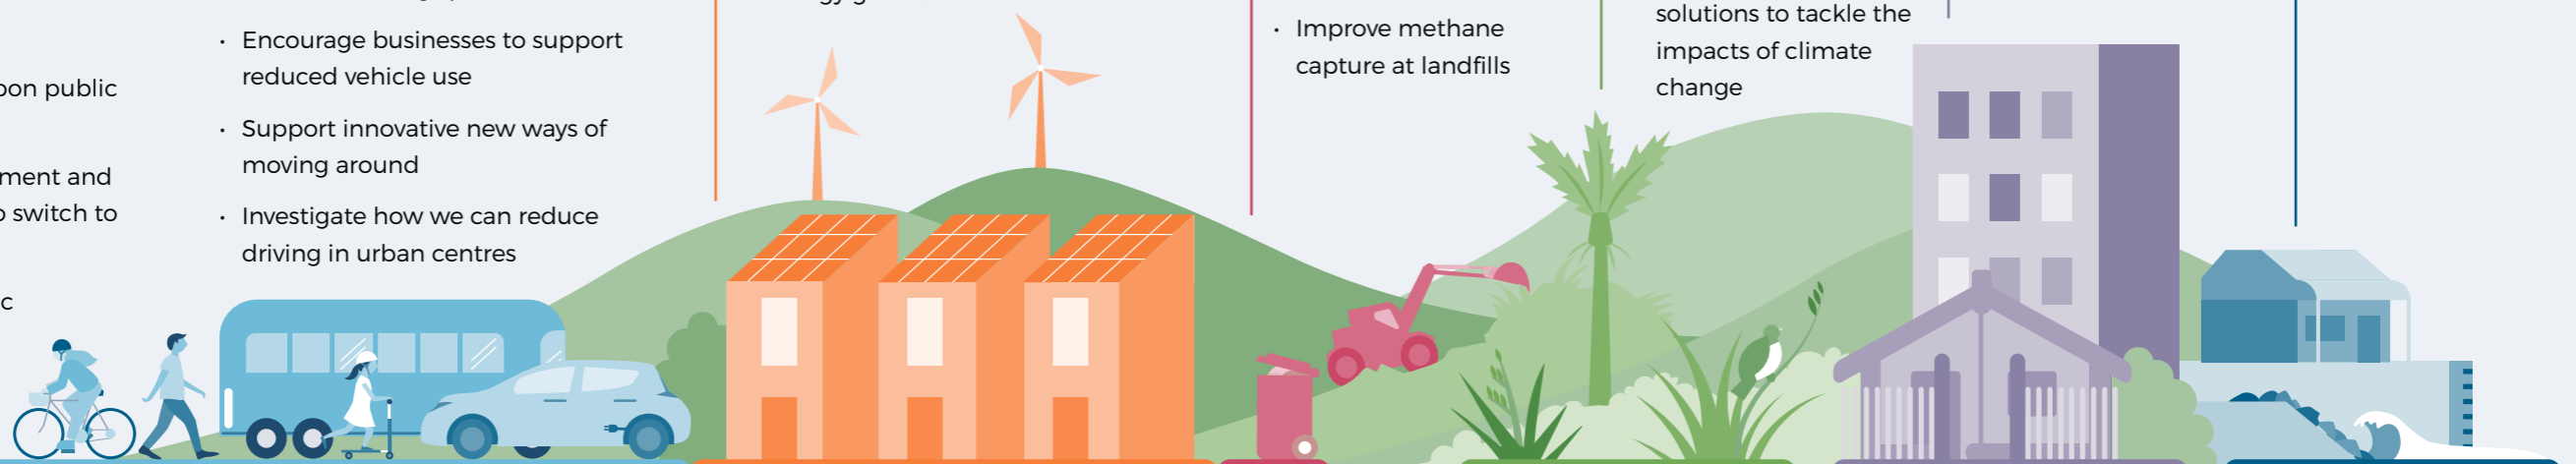 oon public
ment and
o switch to
c
• Encourage businesses to support
reduced vehicle use
• Support innovative new ways of
moving around
• Investigate how we can reduce
driving in urban centres
• Improve methane
capture at landfills
solutions to tackle the
impacts of climate
change